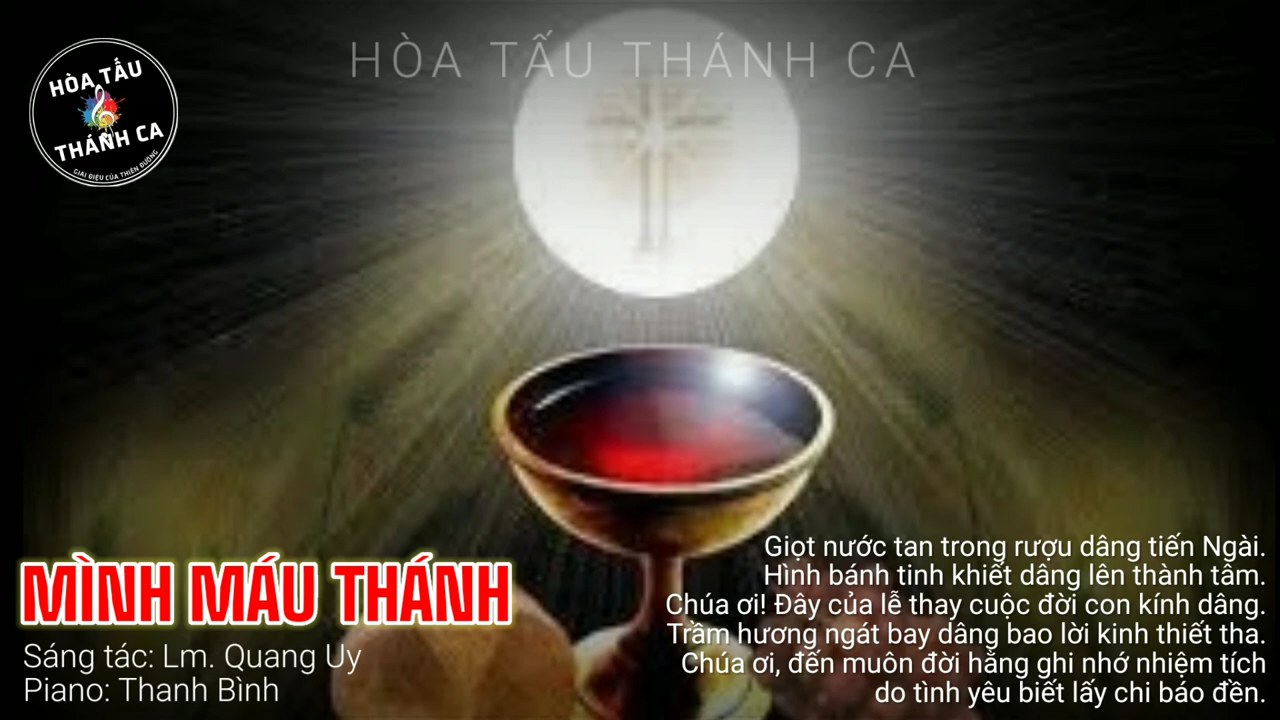 HÒA TẤU THÁNH CA
HÒA TẤU
THÁNH CA
GIAI ĐIỆU CỦA THIÊN ĐƯỜNG
MÌNH MÁU THÁNH
Sáng tác: Lm. Quang Uy
Piano: Thanh Bình
Giọt nước tan trong rượu dâng tiến Ngài.
Hình bánh tinh khiết dâng lên thành tâm.
Chúa ơi! Đây của lễ thay cuộc đời con kính dâng.
Trầm hương ngát bay dâng bao lời kinh thiết tha.
Chúa ơi, đến muôn đời hằng ghi nhớ nhiệm tích
do tình yêu biết lấy chi báo đền.